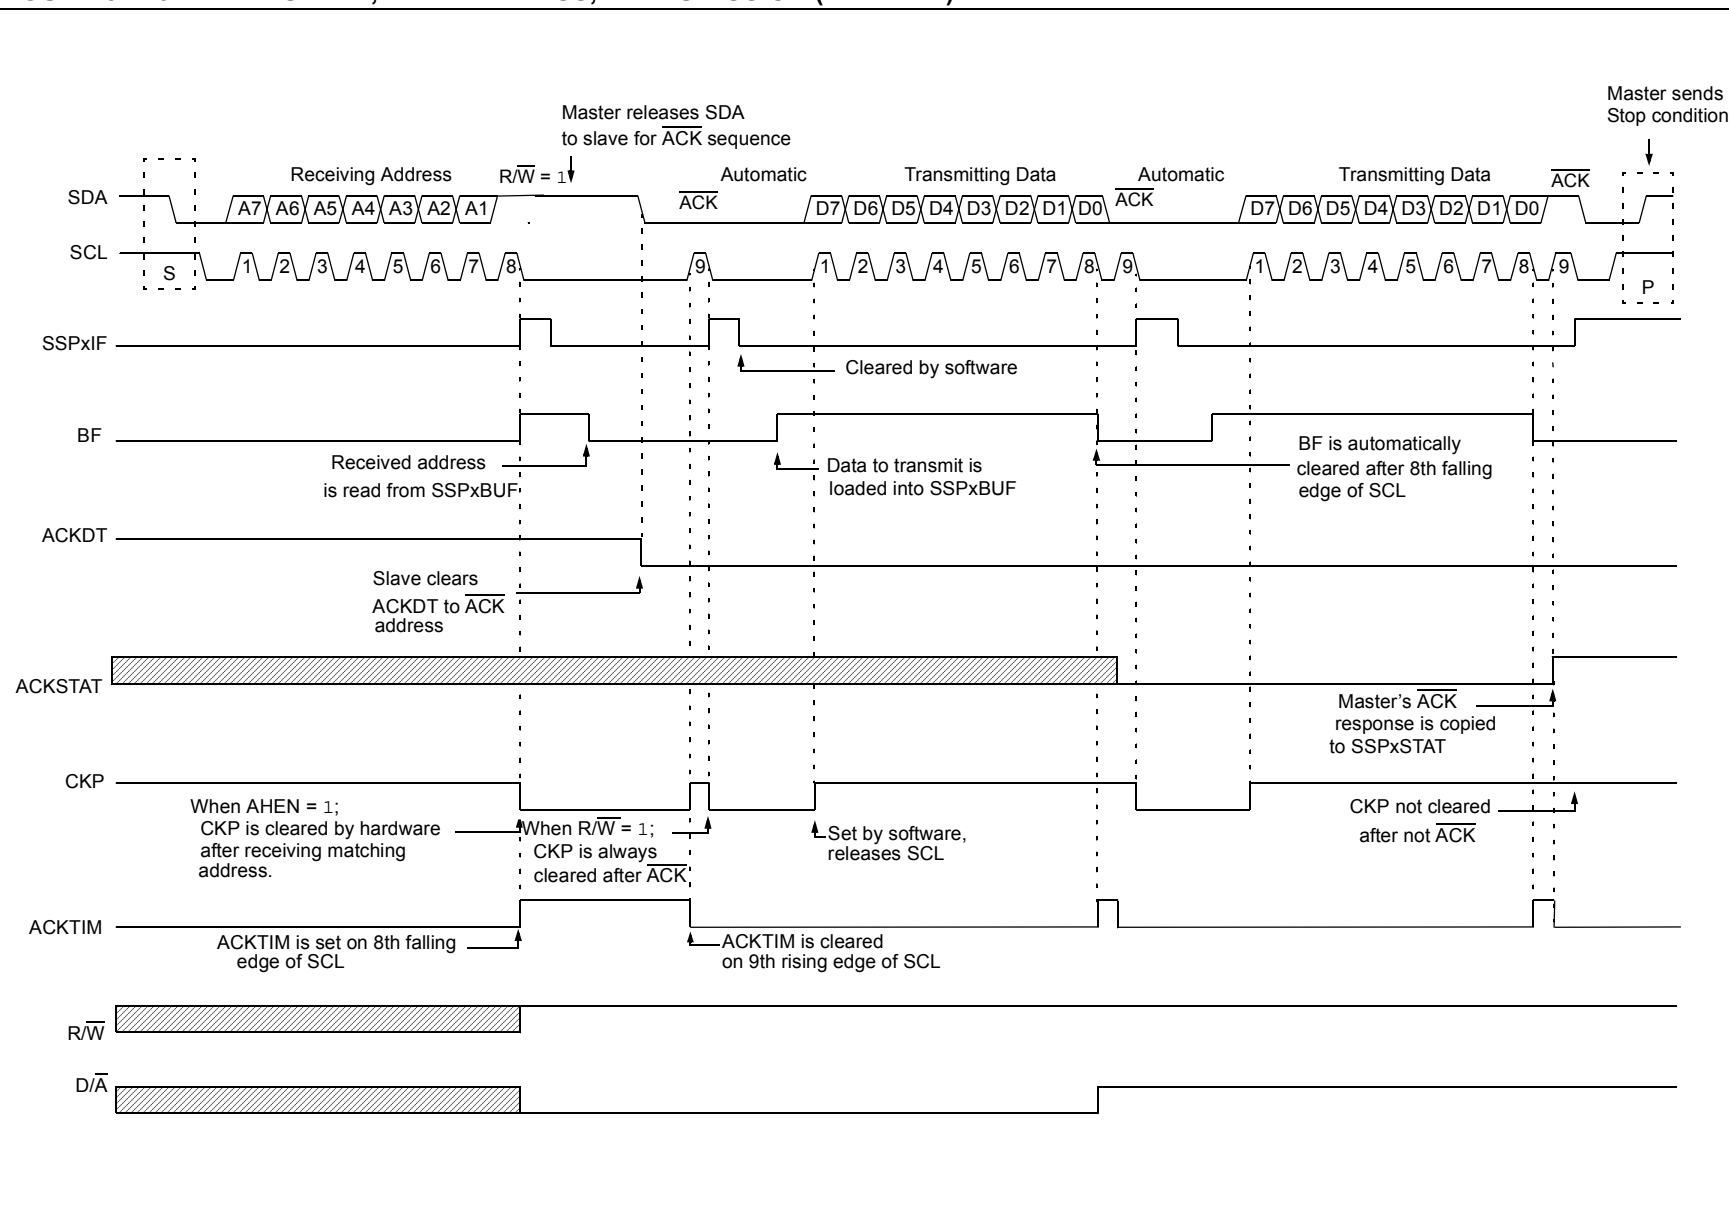 Master sends
Stop condition
Master releases SDA
to slave for ACK sequence
Receiving Address
R/W = 1
Automatic
Transmitting Data
Automatic
Transmitting Data
ACK
ACK
ACK
SDA
A7 A6 A5 A4 A3 A2 A1
D7 D6 D5 D4 D3 D2 D1 D0
D7 D6 D5 D4 D3 D2 D1 D0
SCL
S
1 2 3 4 5 6 7 8
9
1 2 3 4 5 6 7 8 9
1 2 3 4 5 6 7 8 9
P
SSPxIF
Cleared by software
BF
Received address
is read from SSPxBUF
Data to transmit is
loaded into SSPxBUF
BF is automatically
cleared after 8th falling
edge of SCL
ACKDT
Slave clears
ACKDT to ACK
address
ACKSTAT
Master's ACK
response is copied
to SSPxSTAT
CKP
When AHEN = 1;
CKP is cleared by hardware
after receiving matching
address.
When R/W = 1;
CKP is always
cleared after ACK
Set by software,
releases SCL
CKP not cleared
after not ACK
ACKTIM
ACKTIM is set on 8th falling
edge of SCL
ACKTIM is cleared
on 9th rising edge of SCL
R/W
D/A